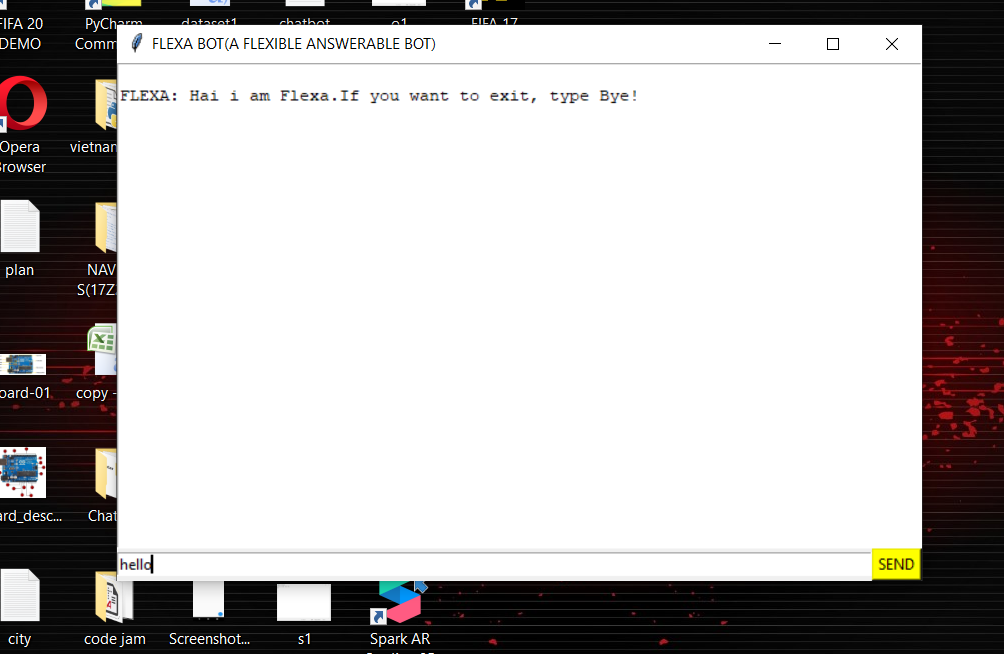 FIFA 20
DEMO
PyCharm
Comm
dataset1
chatbot
o1
FIFA 17
FLEXA BOT(A FLEXIBLE ANSWERABLE BOT)
FLEXA: Hai i am Flexa.If you want to exit, type Bye!
Opera
Browser
vietnam
plan
NAV
S(17Z
oard-01
copy -
ard_desc...
Chat
hello
SEND
city
code jam
Screenshot...
s1
Spark AR